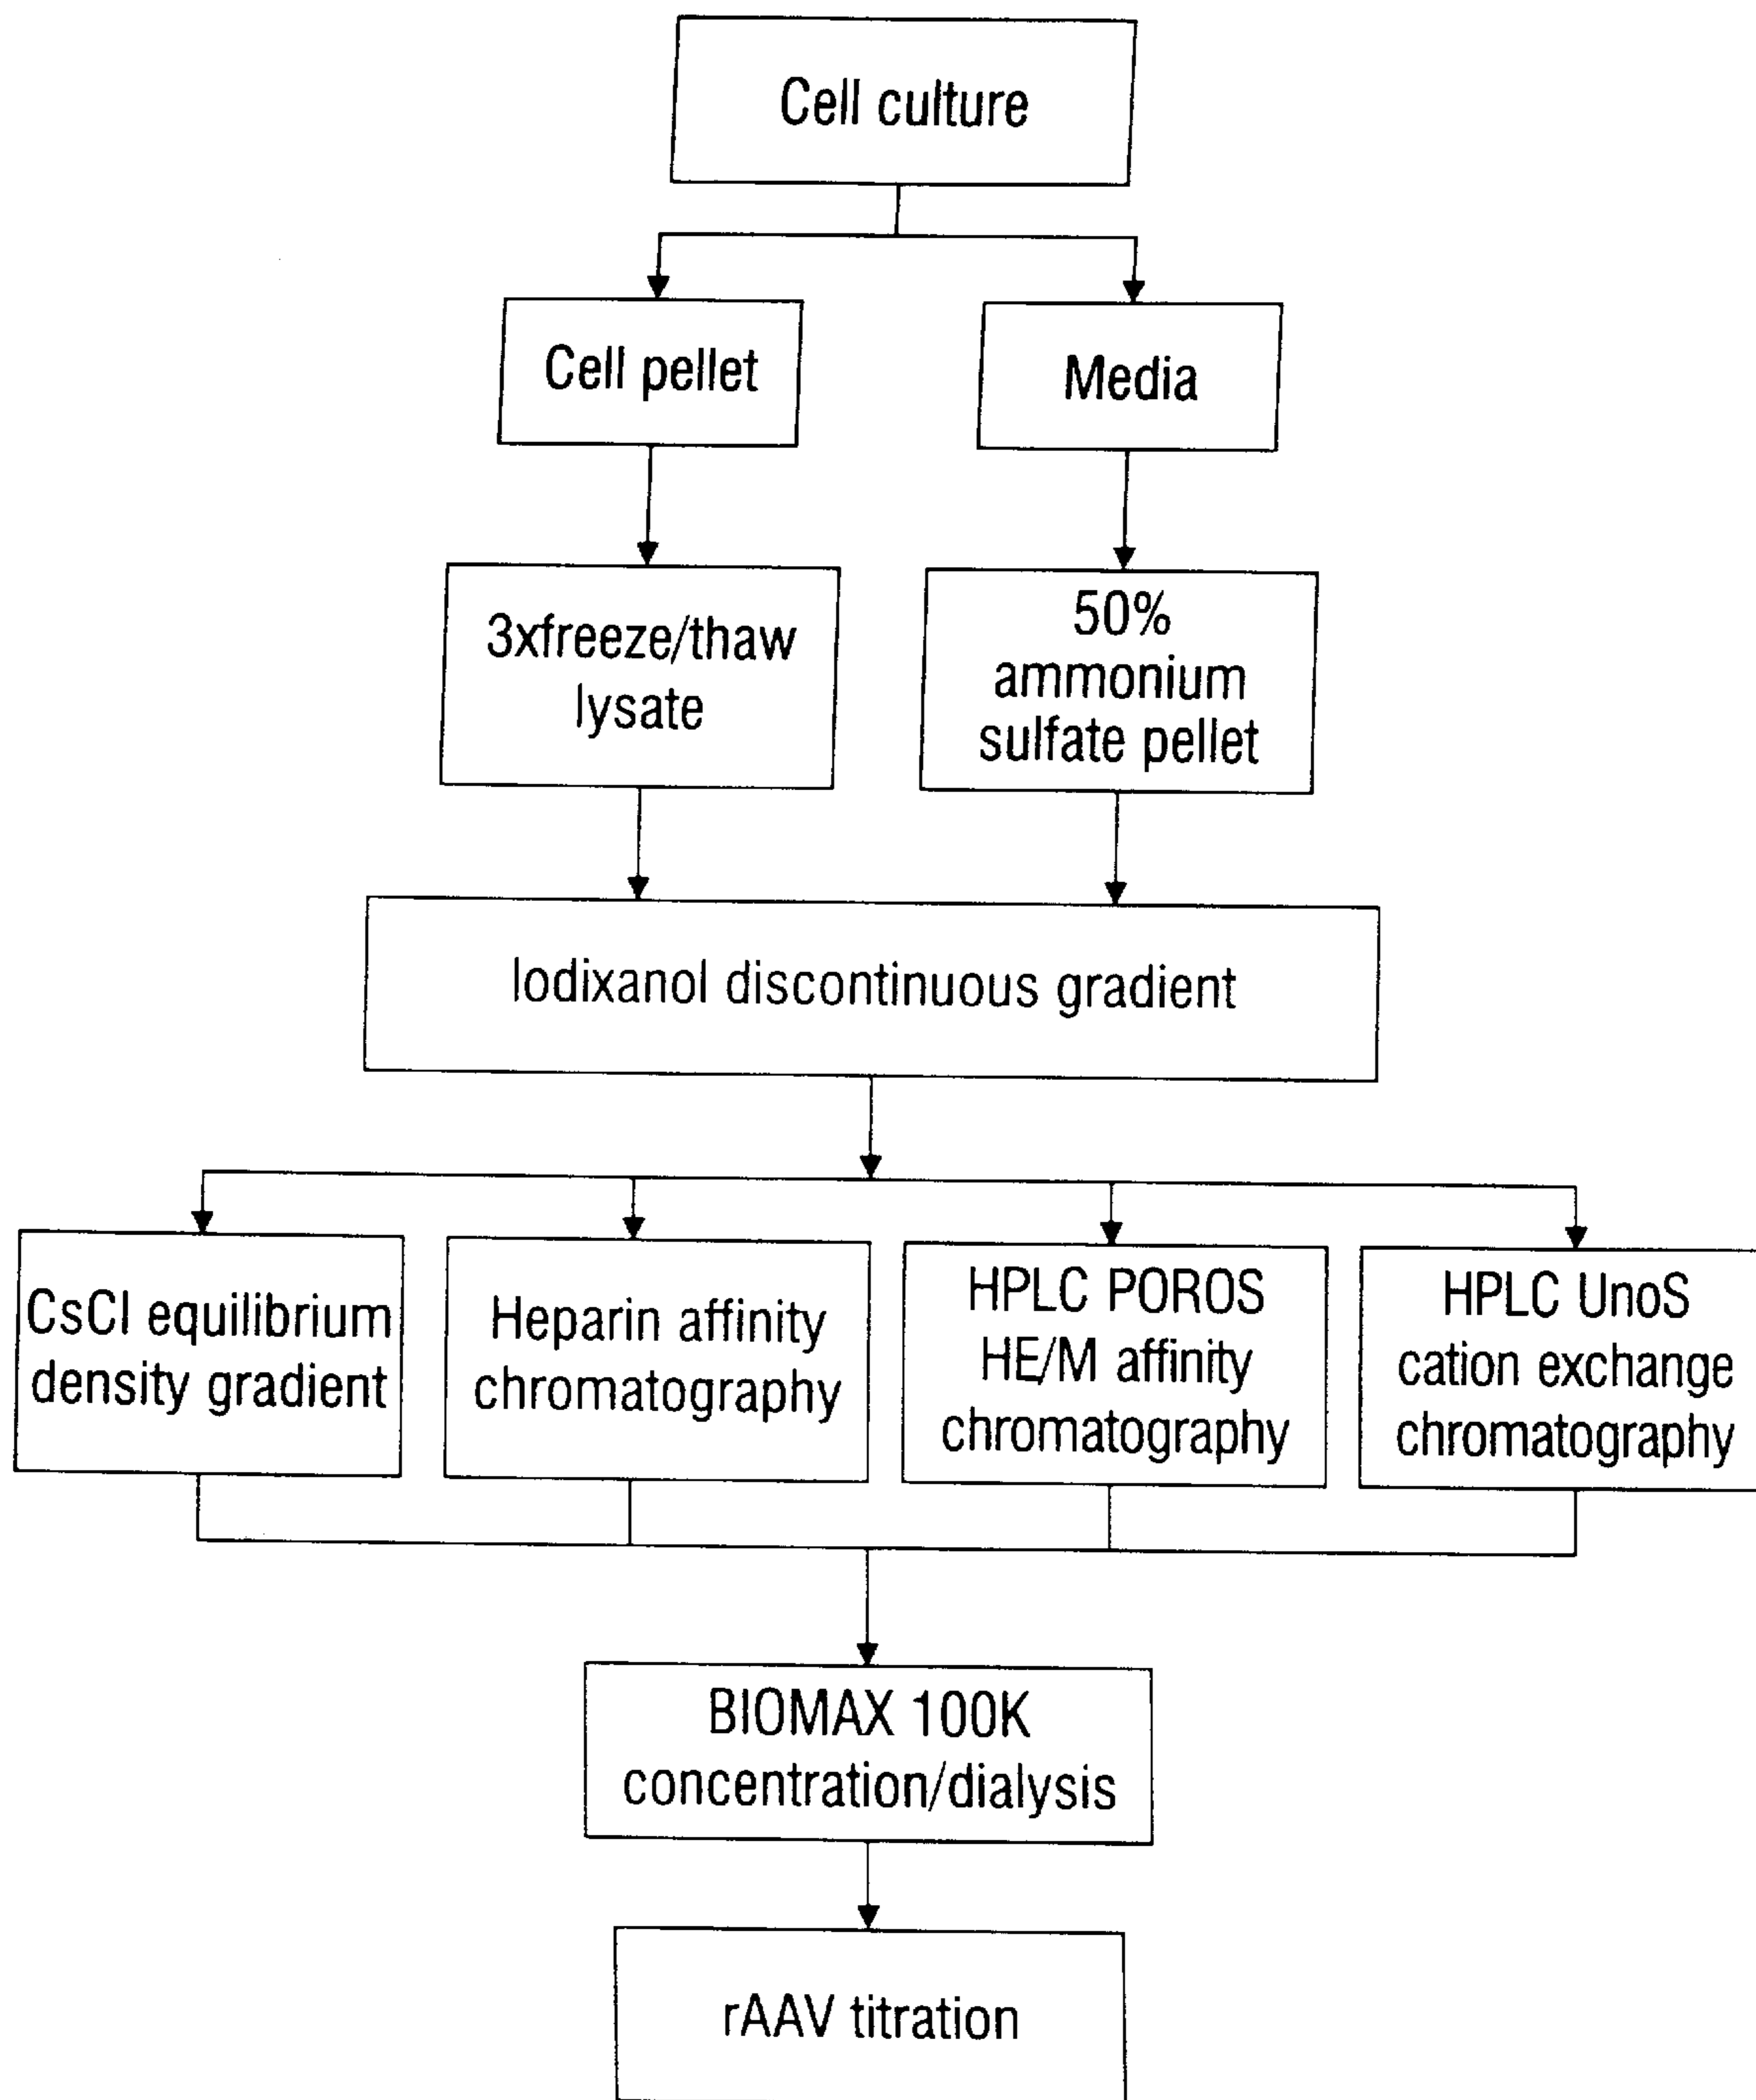 Cell culture
Cell pellet
Media
3xfreeze/thaw
lysate
50%
ammonium
sulfate pellet
Iodixanol discontinuous gradient
CsCl equilibrium
density gradient
Heparin affinity
chromatography
HPLC POROS
HE/M affinity
chromatography
HPLC UnoS
cation exchange
chromatography
BIOMAX 100K
concentration/dialysis
rAAV titration